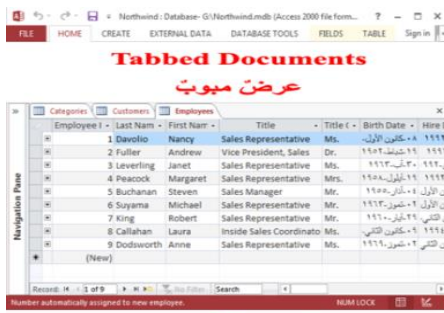 Northwind : Database- G:\Northwind.mdb (Access 2000 file form...
FILE HOME CREATE EXTERNAL DATA DATABASE TOOLS FIELDS TABLE Sign in
Tabbed Documents
عرضٌ مبوبٌ
Categories Customers Employees
Employee I Last Nam First Nam Title Title ( Birth Date Hire
1 Davolio Nancy Sales Representative Ms.
2 Fuller Andrew Vice President, Sales Dr.
3 Leverling Janet Sales Representative Ms.
4 Peacock Margaret Sales Representative Mrs.
5 Buchanan Steven Sales Manager Mr.
6 Suyama Michael Sales Representative Mr.
7 King Robert Sales Representative Mr.
8 Callahan Laura Inside Sales Coordinato Ms.
9 Dodsworth Anne Sales Representative Ms.
(New)
Navigation Pane
Record: 1 of 9 No Filter Search
Number automatically assigned to new employee. NUM LOCK